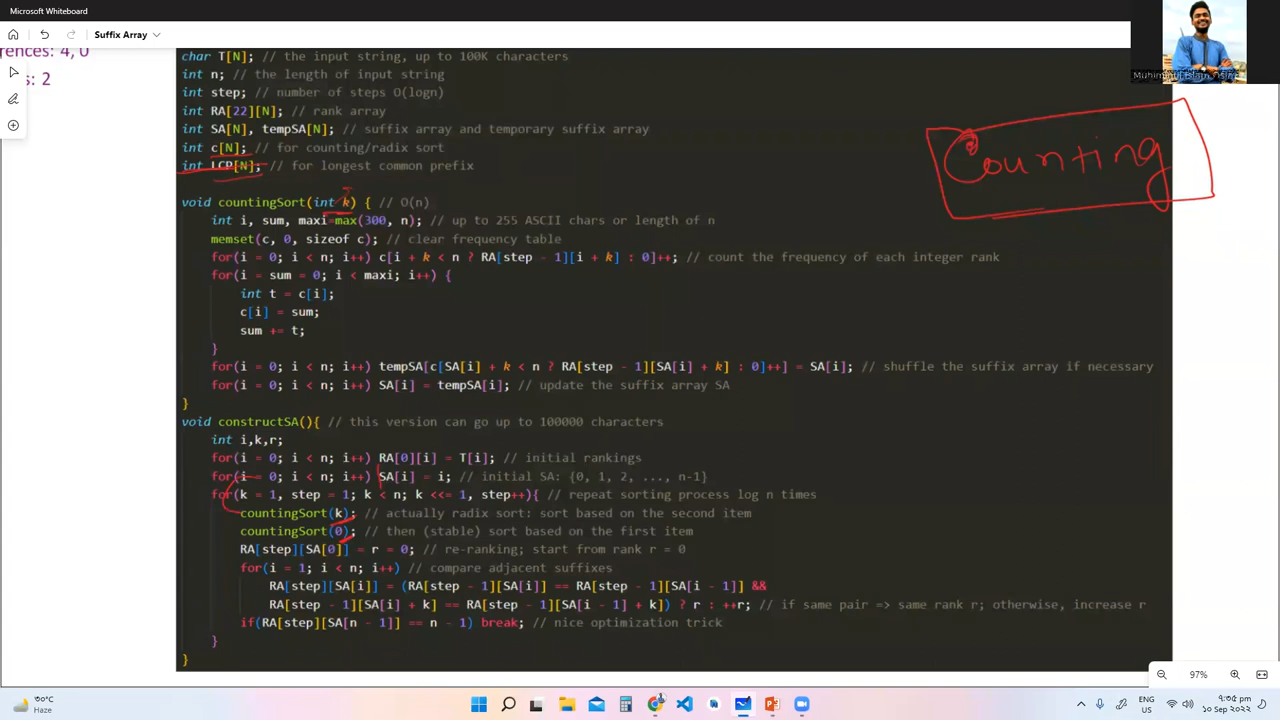 Microsoft Whiteboard
Suffix Array
rences: 4, 0
s: 2
char T[N]; // the input string, up to 100K characters
int n; // the length of input string
int step; // number of steps O(logn)
int RA[22][N]; // rank array
int SA[N], tempSA[N]; // suffix array and temporary suffix array
int c[N]; // for counting/radix sort
int LCP[N]; // for longest common prefix
Counting
void countingSort(int k) { // O(n)
int i, sum, maxi=max(300, n); // up to 255 ASCII chars or length of n
memset(c, 0, sizeof c); // clear frequency table
for(i = 0; i < n; i++) c[i + k < n ? RA[step - 1][i + k] : 0]++; // count the frequency of each integer rank
for(i = sum = 0; i < maxi; i++) {
int t = c[i];
c[i] = sum;
sum += t;
}
for(i = 0; i < n; i++) tempSA[c[SA[i] + k < n ? RA[step - 1][SA[i] + k] : 0]++] = SA[i]; // shuffle the suffix array if necessary
for(i = 0; i < n; i++) SA[i] = tempSA[i]; // update the suffix array SA
}
void constructSA(){ // this version can go up to 100000 characters
int i,k,r;
for(i = 0; i < n; i++) RA[0][i] = T[i]; // initial rankings
for(i = 0; i < n; i++) SA[i] = i; // initial SA: {0, 1, 2, ..., n-1}
for(k = 1, step = 1; k < n; k <<= 1, step++){ // repeat sorting process log n times
countingSort(k); // actually radix sort: sort based on the second item
countingSort(0); // then (stable) sort based on the first item
RA[step][SA[0]] = r = 0; // re-ranking; start from rank r = 0
for(i = 1; i < n; i++) // compare adjacent suffixes
RA[step][SA[i]] = (RA[step - 1][SA[i]] == RA[step - 1][SA[i - 1]] &&
RA[step - 1][SA[i] + k] == RA[step - 1][SA[i - 1] + k]) ? r : ++r; // if same pair => same rank r; otherwise, increase r
if(RA[step][SA[n - 1]] == n - 1) break; // nice optimization trick
}
}
97%
৩০°C
Haze
ENG
US
১০ সেপ ২০২২